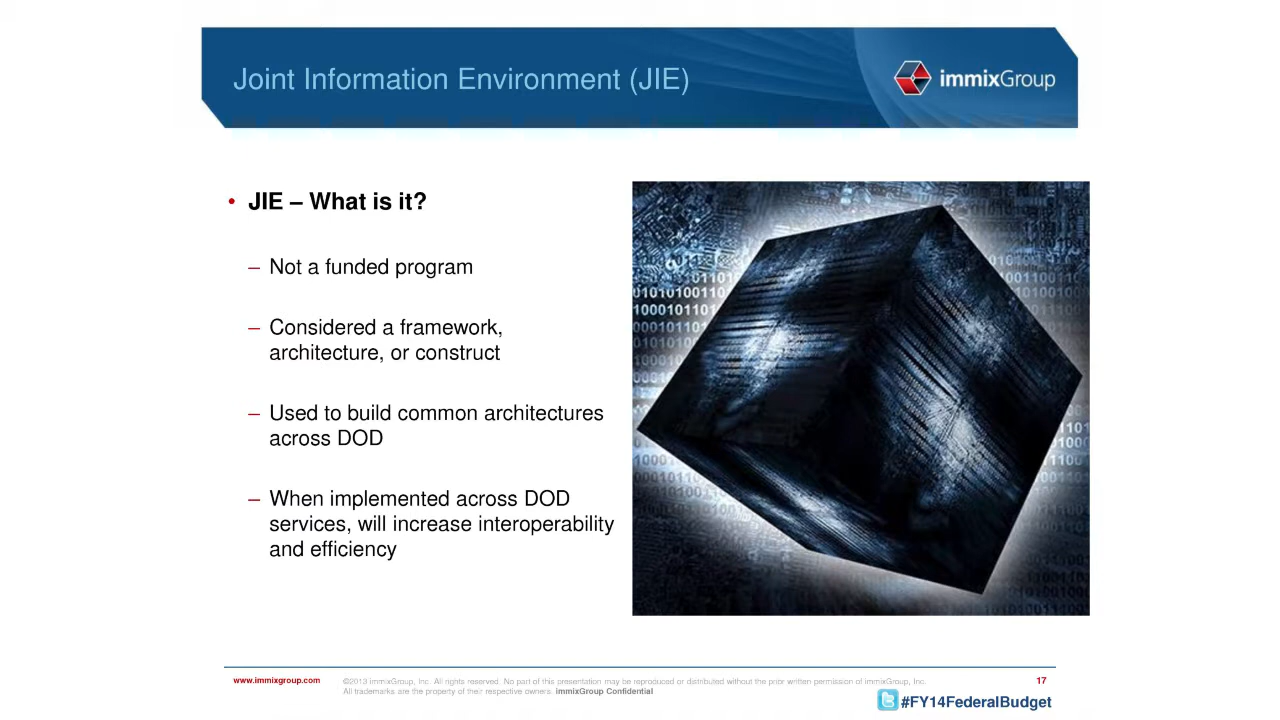 Joint Information Environment (JIE)
immixGroup
• JIE – What is it?
– Not a funded program
– Considered a framework,
architecture, or construct
– Used to build common architectures
across DOD
– When implemented across DOD
services, will increase interoperability
and efficiency
www.immixgroup.com
©2013 immixGroup, Inc. All rights reserved. No part of this presentation may be reproduced or distributed without the prior written permission of immixGroup, Inc.
All trademarks are the property of their respective owners. immixGroup Confidential
17
#FY14FederalBudget